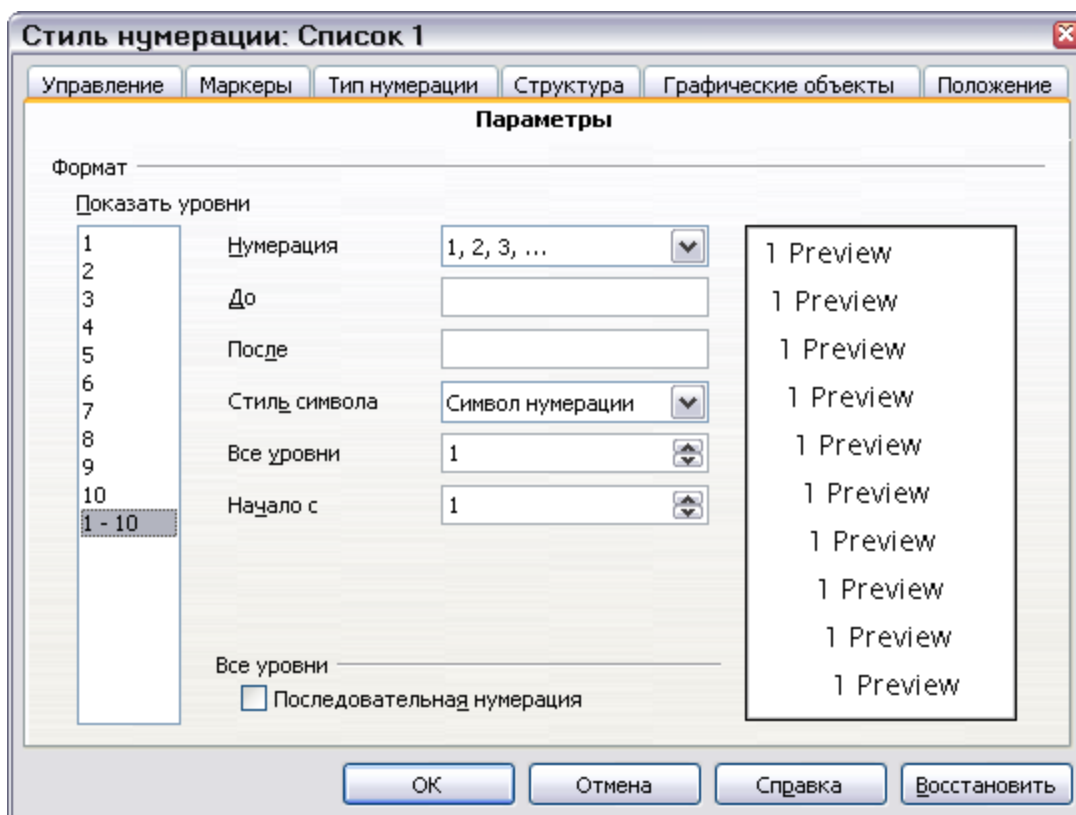 Стиль нумерации: Список 1
Управление Маркеры Тип нумерации Структура Графические объекты Положение
Параметры
Формат
Показать уровни
1
2
3
4
5
6
7
8
9
10
1 - 10
Нумерация 1, 2, 3, ...
До
После
Стиль символа Символ нумерации
Все уровни 1
Начало с 1
Все уровни
Последовательная нумерация
1 Preview
1 Preview
1 Preview
1 Preview
1 Preview
1 Preview
1 Preview
1 Preview
1 Preview
1 Preview
ОК Отмена Справка Восстановить